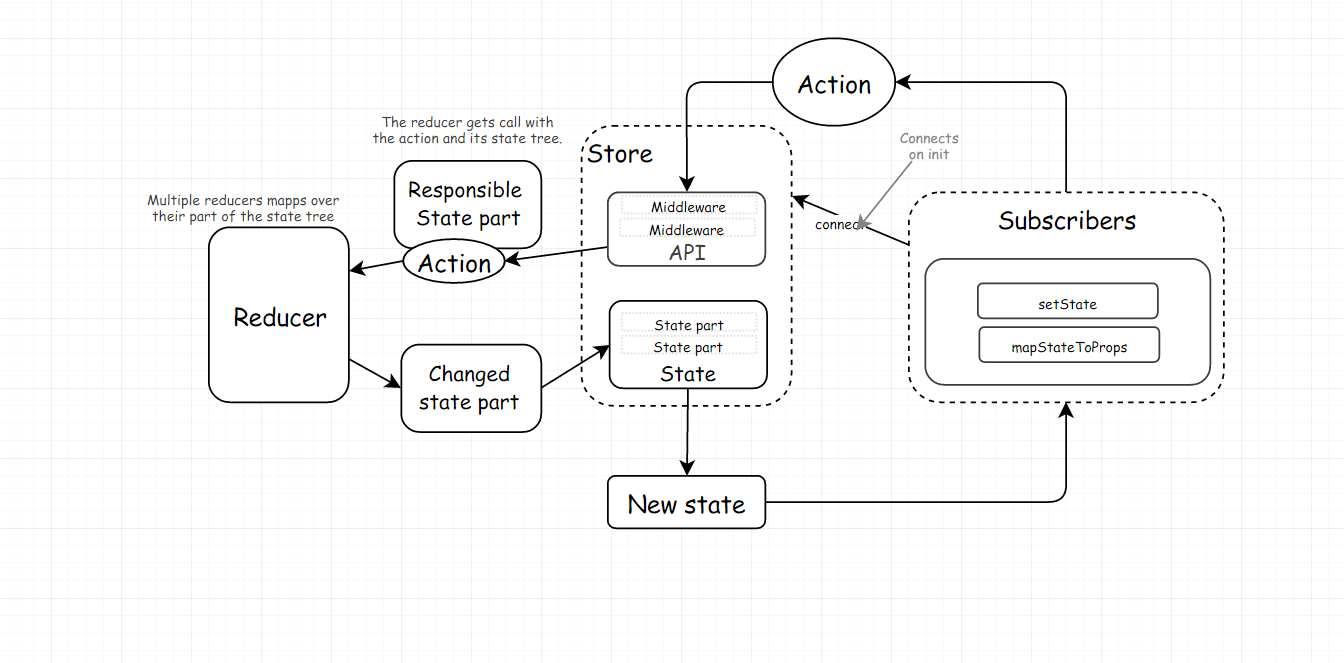 Action
Connects
on init
The reducer gets call with
the action and its state tree.
Store
Responsible
State part
Multiple reducers mapps over
their part of the state tree
Middleware
Middleware
API
connec
Subscribers
Action
Reducer
setState
mapStateToProps
State part
State part
State
Changed
state part
New state